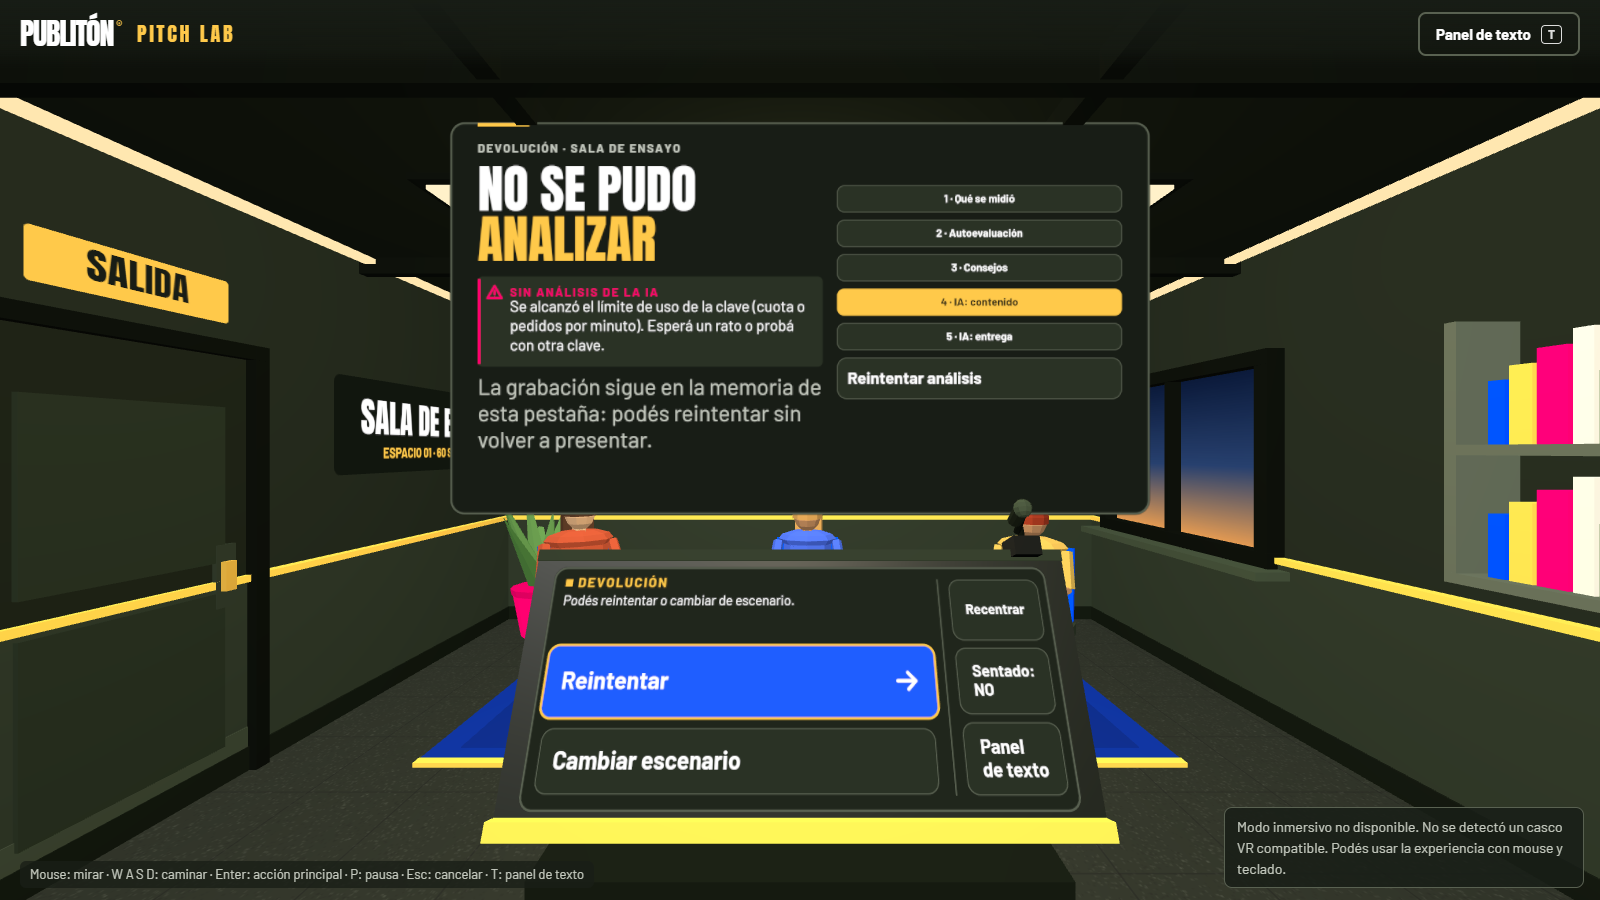 PUBLITÓN
PITCH LAB
Panel de texto T
SALIDA
SALA DE E
ESPACIO 01 · 60 S
DEVOLUCIÓN · SALA DE ENSAYO
NO SE PUDO
ANALIZAR
SIN ANÁLISIS DE LA IA
Se alcanzó el límite de uso de la clave (cuota o
pedidos por minuto). Esperá un rato o probá
con otra clave.
La grabación sigue en la memoria de
esta pestaña: podés reintentar sin
volver a presentar.
1 · Qué se midió
2 · Autoevaluación
3 · Consejos
4 · IA: contenido
5 · IA: entrega
Reintentar análisis
DEVOLUCIÓN
Podés reintentar o cambiar de escenario.
Reintentar
Cambiar escenario
Recentrar
Sentado:
NO
Panel
de texto
Mouse: mirar · W A S D: caminar · Enter: acción principal · P: pausa · Esc: cancelar · T: panel de texto
Modo inmersivo no disponible. No se detectó un casco
VR compatible. Podés usar la experiencia con mouse y
teclado.